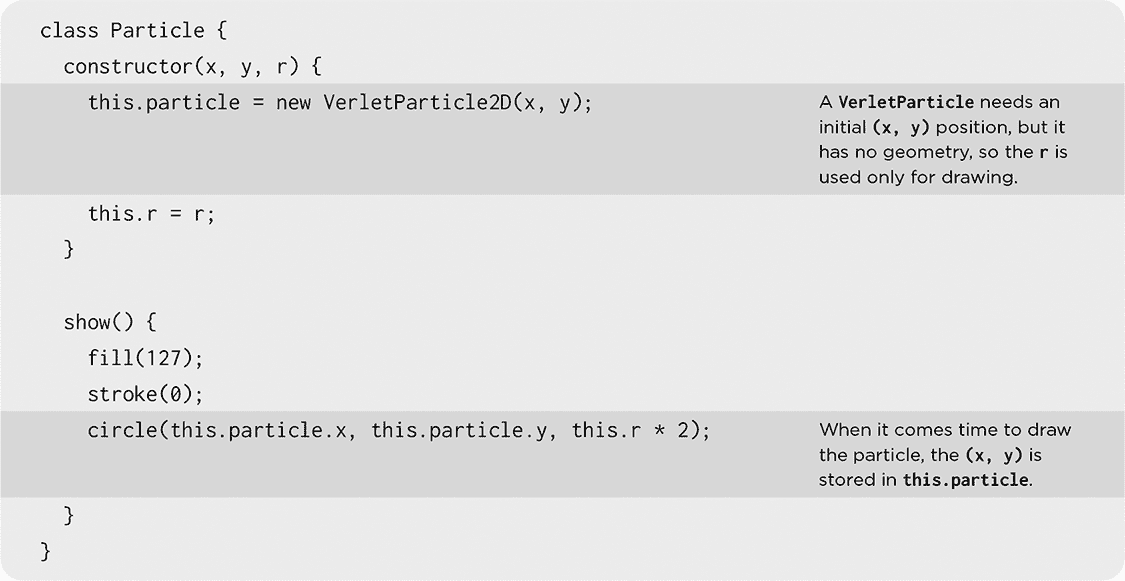 class Particle {
constructor(x, y, r) {
this.particle = new VerletParticle2D(x, y);
A VerletParticle needs an
initial (x, y) position, but it
has no geometry, so the r is
used only for drawing.
this.r = r;
}
show() {
fill(127);
stroke(0);
circle(this.particle.x, this.particle.y, this.r * 2);
When it comes time to draw
the particle, the (x, y) is
stored in this.particle.
}
}